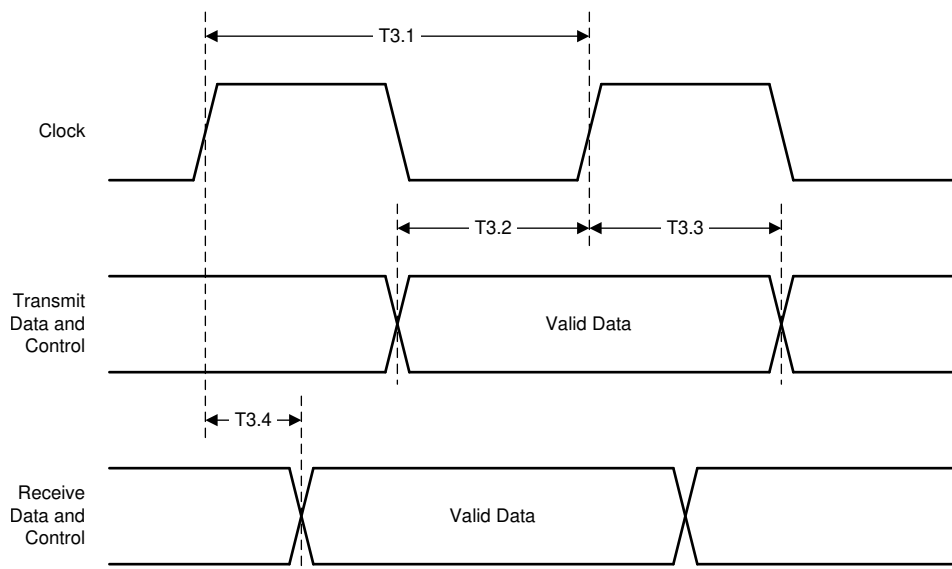 T3.1
Clock
T3.2
T3.3
Transmit
Data and
Control
Valid Data
T3.4
Receive
Data and
Control
Valid Data